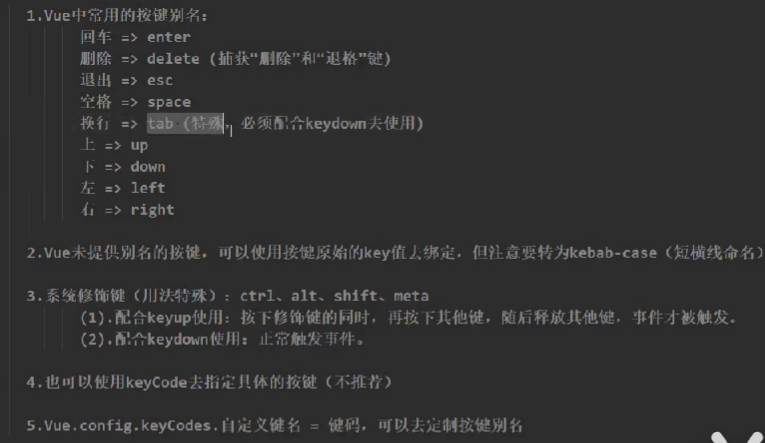 1.Vue中常用的按键别名:
回车 => enter
删除 => delete (捕获“删除”和“退格”键)
退出 => esc
空格 => space
换行 => tab (特殊, 必须配合keydown去使用)
上 => up
下 => down
左 => left
右 => right
2.Vue未提供别名的按键, 可以使用按键原始的key值去绑定, 但注意要转为kebab-case (短横线命名)
3.系统修饰键 (用法特殊): ctrl、alt、shift、meta
(1).配合keyup使用: 按下修饰键的同时, 再按下其他键, 随后释放其他键, 事件才被触发。
(2).配合keydown使用: 正常触发事件。
4.也可以使用keyCode去指定具体的按键 (不推荐)
5.Vue.config.keyCodes.自定义键名 = 键码, 可以去定制按键别名